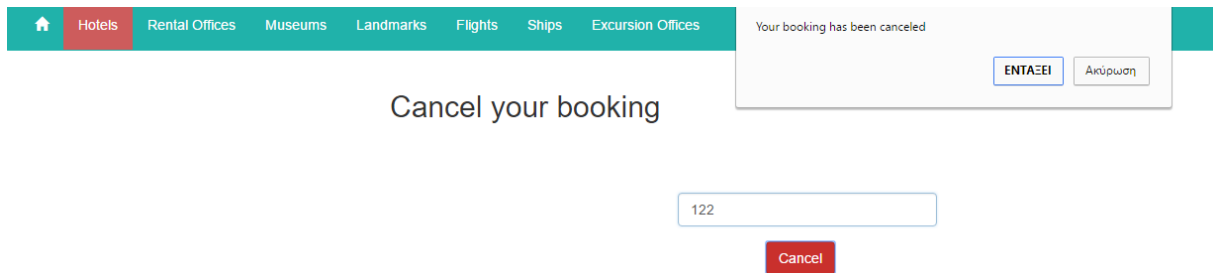 Hotels Rental Offices Museums Landmarks Flights Ships Excursion Offices
Your booking has been canceled
ΕΝΤΑΞΕΙ Ακύρωση
Cancel your booking
122
Cancel